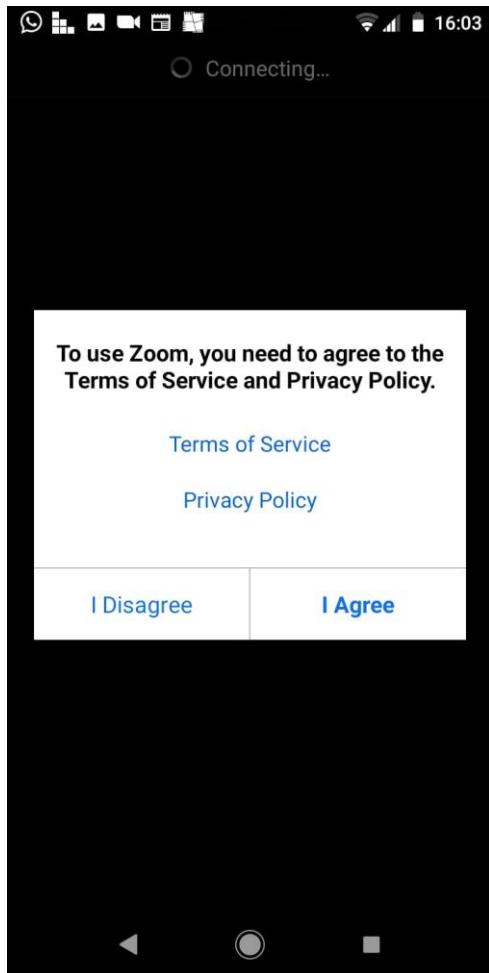 16:03
Connecting...
To use Zoom, you need to agree to the
Terms of Service and Privacy Policy.
Terms of Service
Privacy Policy
I Disagree
I Agree